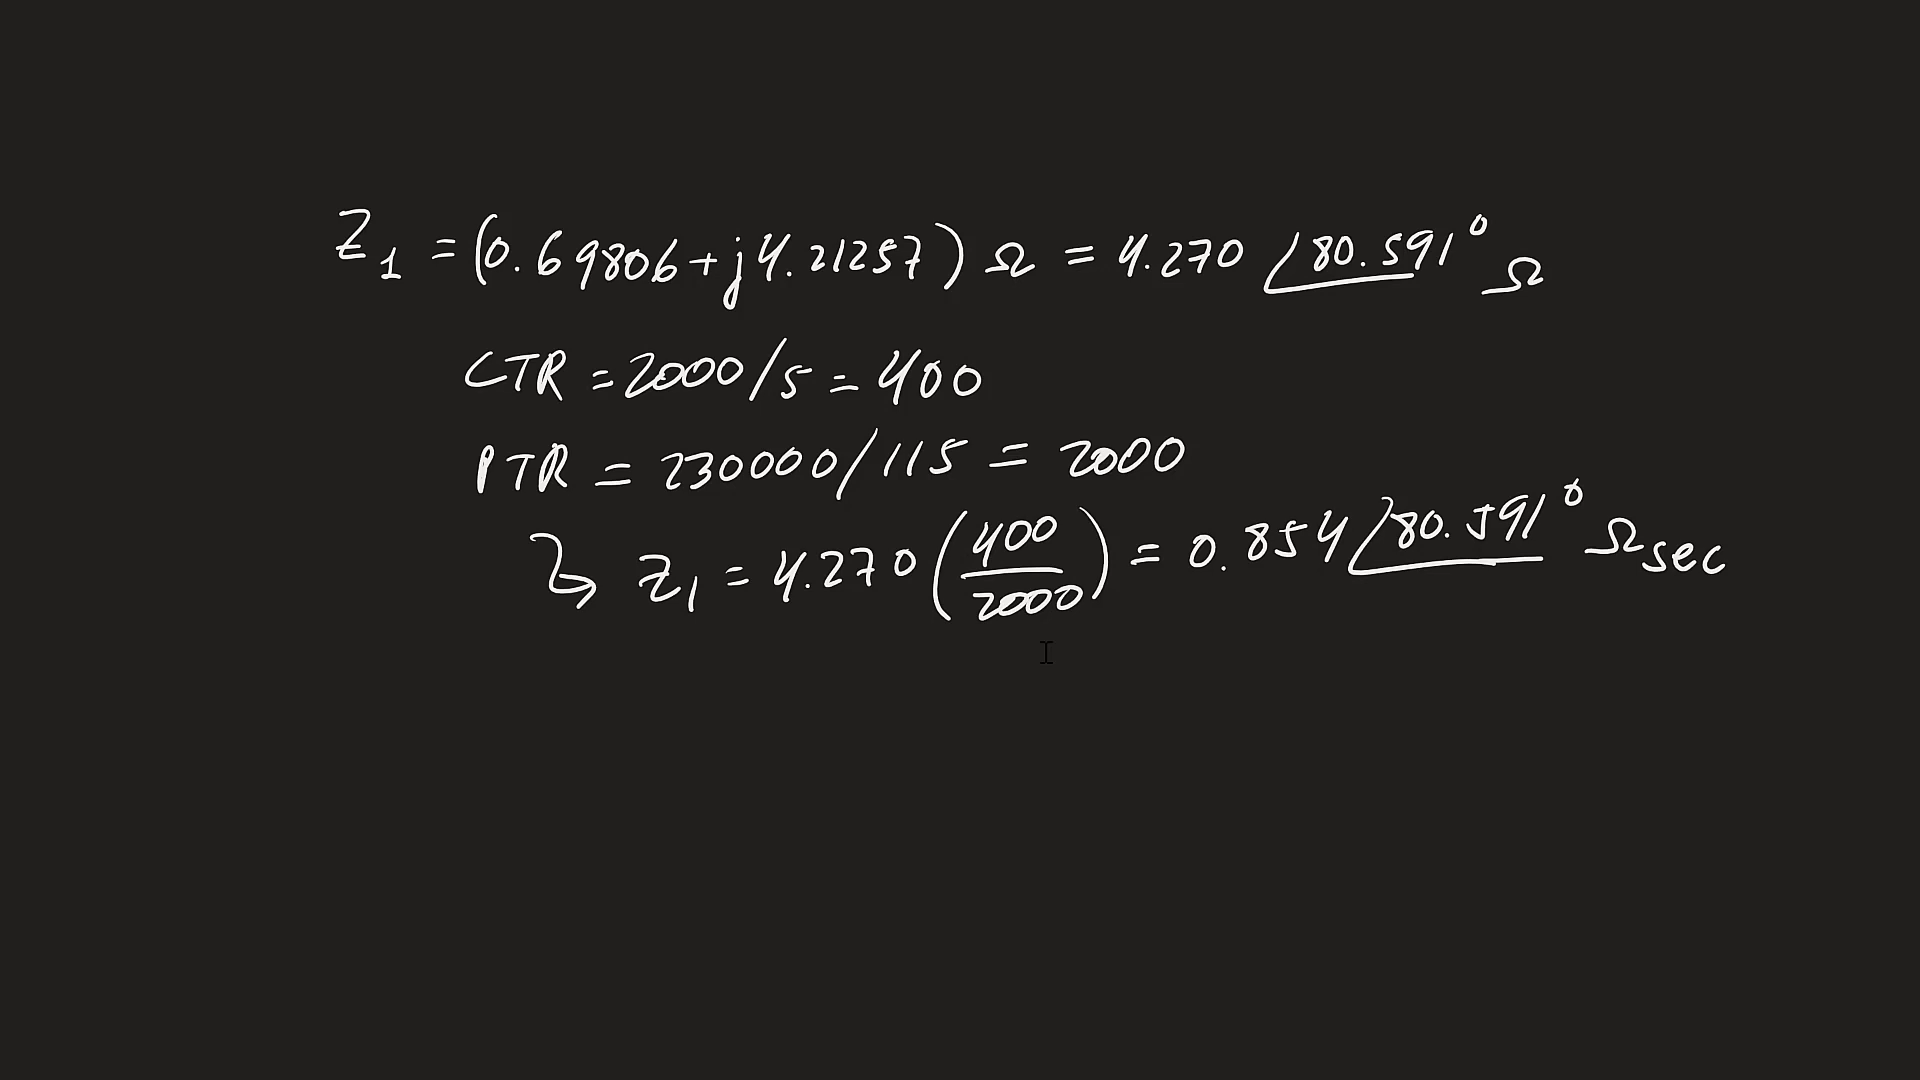 Z₁ = (0.69806 + j4.21257) Ω = 4.270 ∠80.591° Ω
CTR = 2000/5 = 400
PTR = 230000/115 = 2000
↳ Z₁ = 4.270 (400/2000) = 0.854 ∠80.591° Ω sec